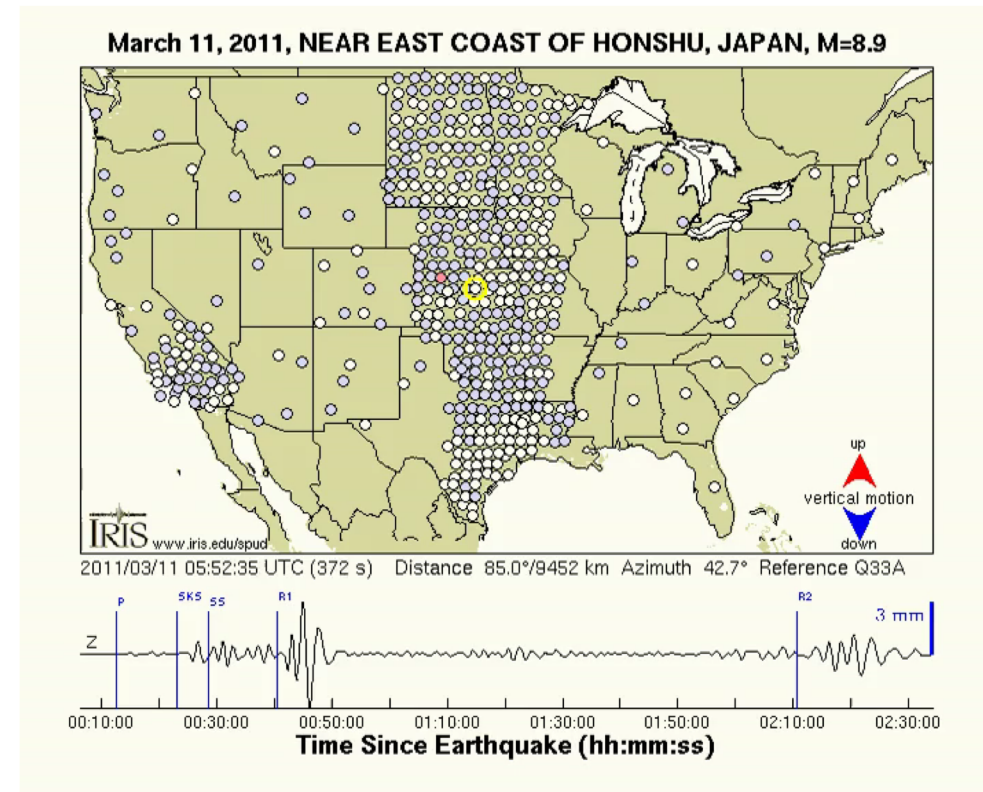 March 11, 2011, NEAR EAST COAST OF HONSHU, JAPAN, M=8.9
up
vertical motion
down
IRIS www.iris.edu/spud
2011/03/11 05:52:35 UTC (372 s) Distance 85.0°/9452 km Azimuth 42.7° Reference Q33A
P SKS SS R1 R2
3 mm
Z
00:10:00 00:30:00 00:50:00 01:10:00 01:30:00 01:50:00 02:10:00 02:30:00
Time Since Earthquake (hh:mm:ss)